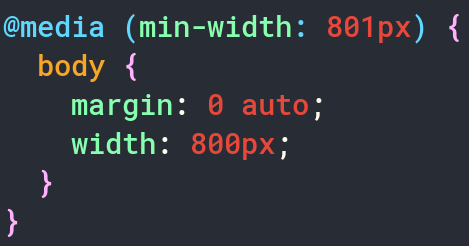 @media (min-width: 801px) {
  body {
    margin: 0 auto;
    width: 800px;
  }
}